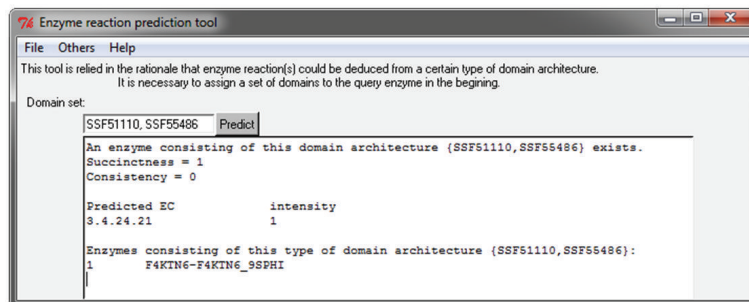 Enzyme reaction prediction tool
File Others Help
This tool is relied in the rationale that enzyme reaction(s) could be deduced from a certain type of domain architecture.
It is necessary to assign a set of domains to the query enzyme in the begining.
Domain set:
SSF51110, SSF55486 Predict
An enzyme consisting of this domain architecture {SSF51110,SSF55486} exists.
Succinctness = 1
Consistency = 0
Predicted EC intensity
3.4.24.21 1
Enzymes consisting of this type of domain architecture {SSF51110,SSF55486}:
1 F4KTN6-F4KTN6_9SPHI